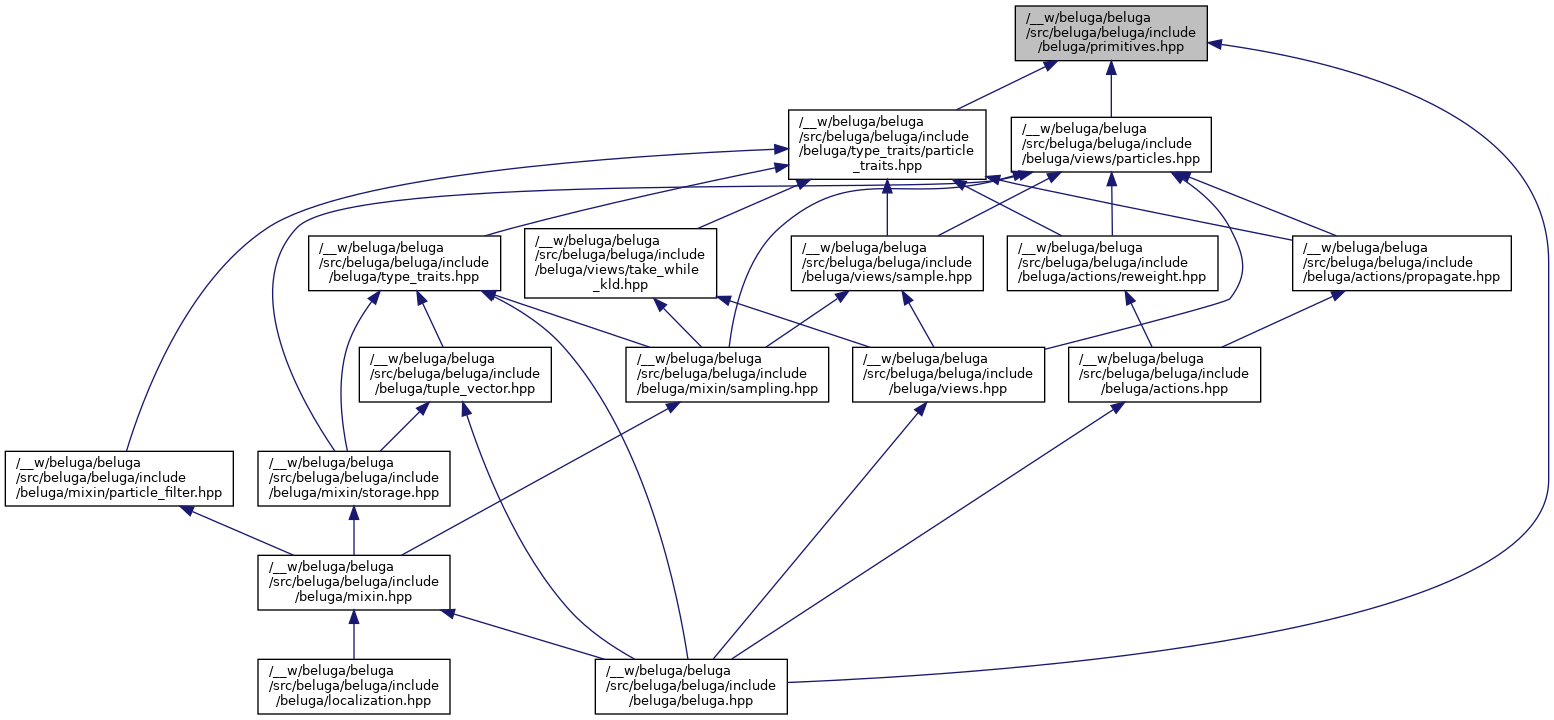 /__w/beluga/beluga
/src/beluga/beluga/include
/beluga/primitives.hpp
/__w/beluga/beluga
/src/beluga/beluga/include
/beluga/type_traits/particle
_traits.hpp
/__w/beluga/beluga
/src/beluga/beluga/include
/beluga/views/particles.hpp
/__w/beluga/beluga
/src/beluga/beluga/include
/beluga/type_traits.hpp
/__w/beluga/beluga
/src/beluga/beluga/include
/beluga/views/take_while
_kld.hpp
/__w/beluga/beluga
/src/beluga/beluga/include
/beluga/views/sample.hpp
/__w/beluga/beluga
/src/beluga/beluga/include
/beluga/actions/reweight.hpp
/__w/beluga/beluga
/src/beluga/beluga/include
/beluga/actions/propagate.hpp
/__w/beluga/beluga
/src/beluga/beluga/include
/beluga/tuple_vector.hpp
/__w/beluga/beluga
/src/beluga/beluga/include
/beluga/mixin/sampling.hpp
/__w/beluga/beluga
/src/beluga/beluga/include
/beluga/views.hpp
/__w/beluga/beluga
/src/beluga/beluga/include
/beluga/actions.hpp
/__w/beluga/beluga
/src/beluga/beluga/include
/beluga/mixin/particle_filter.hpp
/__w/beluga/beluga
/src/beluga/beluga/include
/beluga/mixin/storage.hpp
/__w/beluga/beluga
/src/beluga/beluga/include
/beluga/mixin.hpp
/__w/beluga/beluga
/src/beluga/beluga/include
/beluga/localization.hpp
/__w/beluga/beluga
/src/beluga/beluga/include
/beluga/beluga.hpp